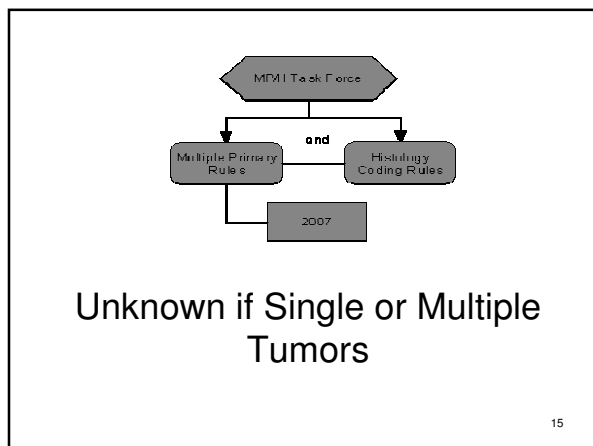 MP/H Task Force
and
Multiple Primary
Rules
Histology
Coding Rules
2007
Unknown if Single or Multiple
Tumors
15